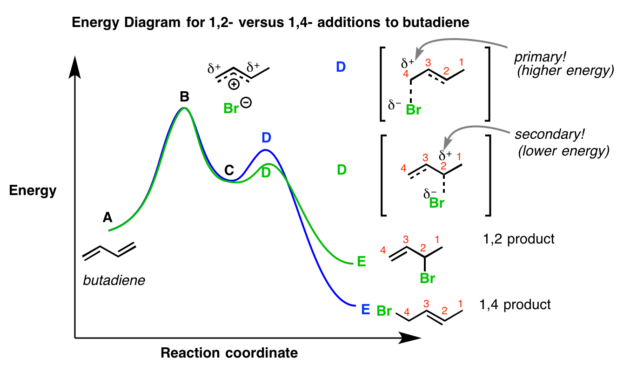 Energy Diagram for 1,2- versus 1,4- additions to butadiene
δ+ δ+
⊕
Br⊖
D
δ+
4 3 2 1
δ− Br
primary!
(higher energy)
B
D
C
D
D
4 3 δ+ 2 1
δ−
Br
secondary!
(lower energy)
Energy
A
butadiene
E
4 3 2 1
Br
1,2 product
E
Br 4 3 2 1
1,4 product
Reaction coordinate